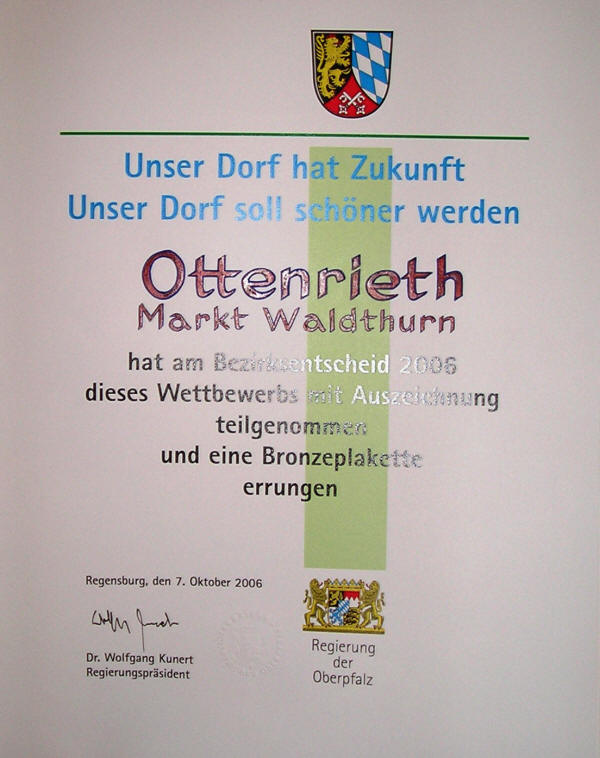 Unser Dorf hat Zukunft
Unser Dorf soll schöner werden
Ottenrieth
Markt Waldthurn
hat am Bezirksentscheid 2006
dieses Wettbewerbs mit Auszeichnung
teilgenommen
und eine Bronzeplakette
errungen
Regensburg, den 7. Oktober 2006
Dr. Wolfgang Kunert
Regierungspräsident
Regierung
der
Oberpfalz